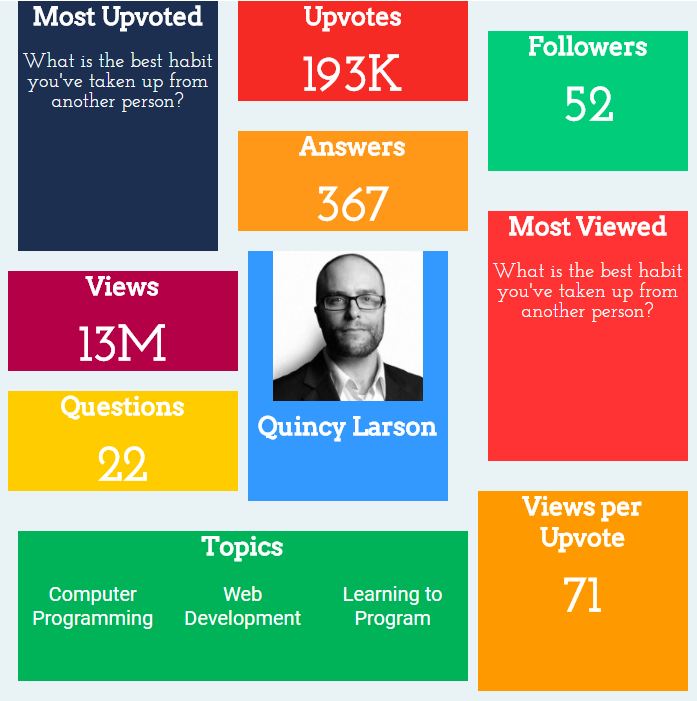 Most Upvoted
What is the best habit
you've taken up from
another person?
Upvotes
193K
Followers
52
Answers
367
Most Viewed
What is the best habit
you've taken up from
another person?
Views
13M
Quincy Larson
Questions
22
Views per
Upvote
71
Topics
Computer
Programming
Web
Development
Learning to
Program